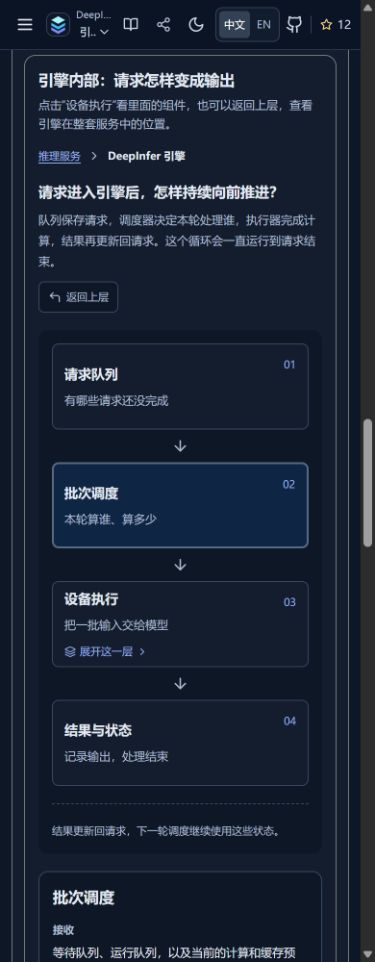 DeepI...
引...
中文
EN
12
引擎内部：请求怎样变成输出
点击“设备执行”看里面的组件，也可以返回上层，查看
引擎在整套服务中的位置。
推理服务 > DeepInfer 引擎
请求进入引擎后，怎样持续向前推进？
队列保存请求，调度器决定本轮处理谁，执行器完成计
算，结果再更新回请求。这个循环会一直运行到请求结
束。
返回上层
请求队列
01
有哪些请求还没完成
批次调度
02
本轮算谁、算多少
设备执行
03
把一批输入交给模型
展开这一层 >
结果与状态
04
记录输出，处理结束
结果更新回请求，下一轮调度继续使用这些状态。
批次调度
接收
等待队列、运行队列，以及当前的计算和缓存预